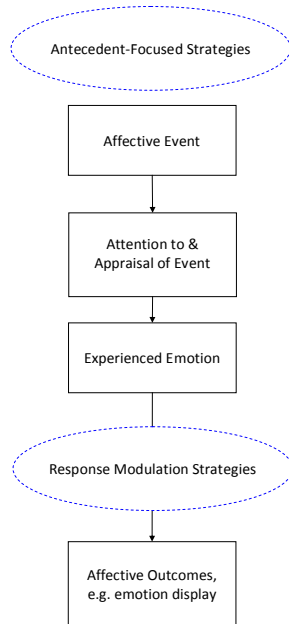 Antecedent-Focused Strategies
Affective Event
Attention to &
Appraisal of Event
Experienced Emotion
Response Modulation Strategies
Affective Outcomes,
e.g. emotion display